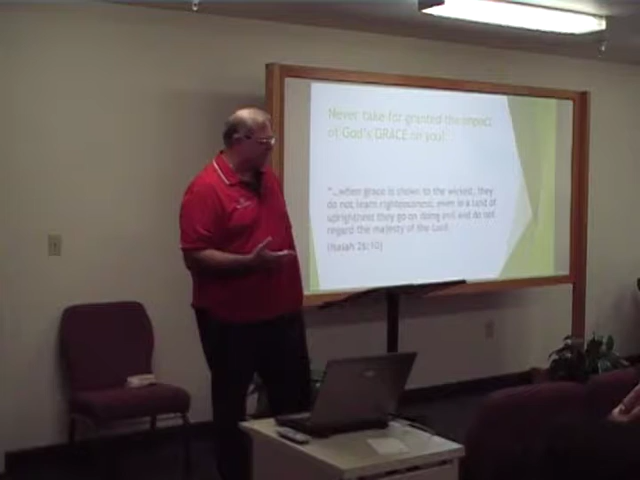 Never take for granted the impact
of God's GRACE on you! ..
"...when grace is shown to the wicked, they
do not learn righteousness; even in a land of
uprightness they go on doing evil and do not
regard the majesty of the Lord.
(Isaiah 26:10)